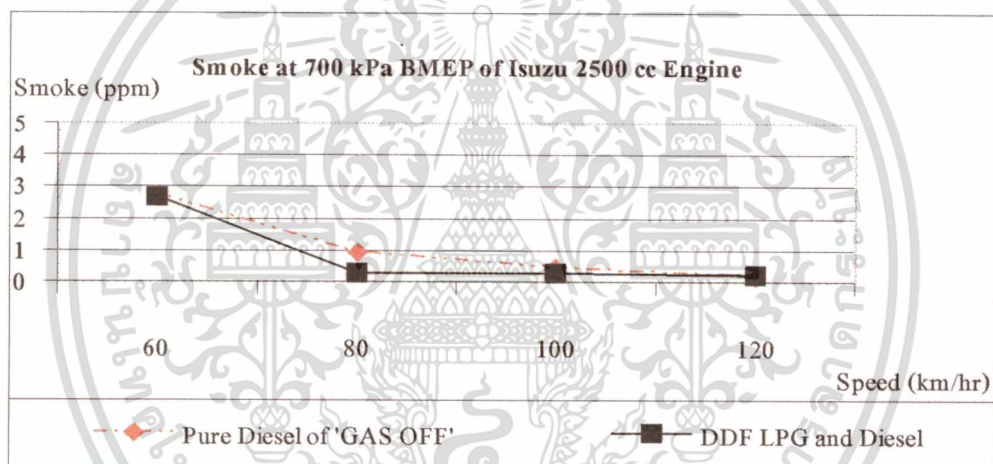 Smoke at 700 kPa BMEP of Isuzu 2500 cc Engine
Smoke (ppm)
5
4
3
2
1
0
60 80 100 120
Speed (km/hr)
Pure Diesel of 'GAS OFF' DDF LPG and Diesel